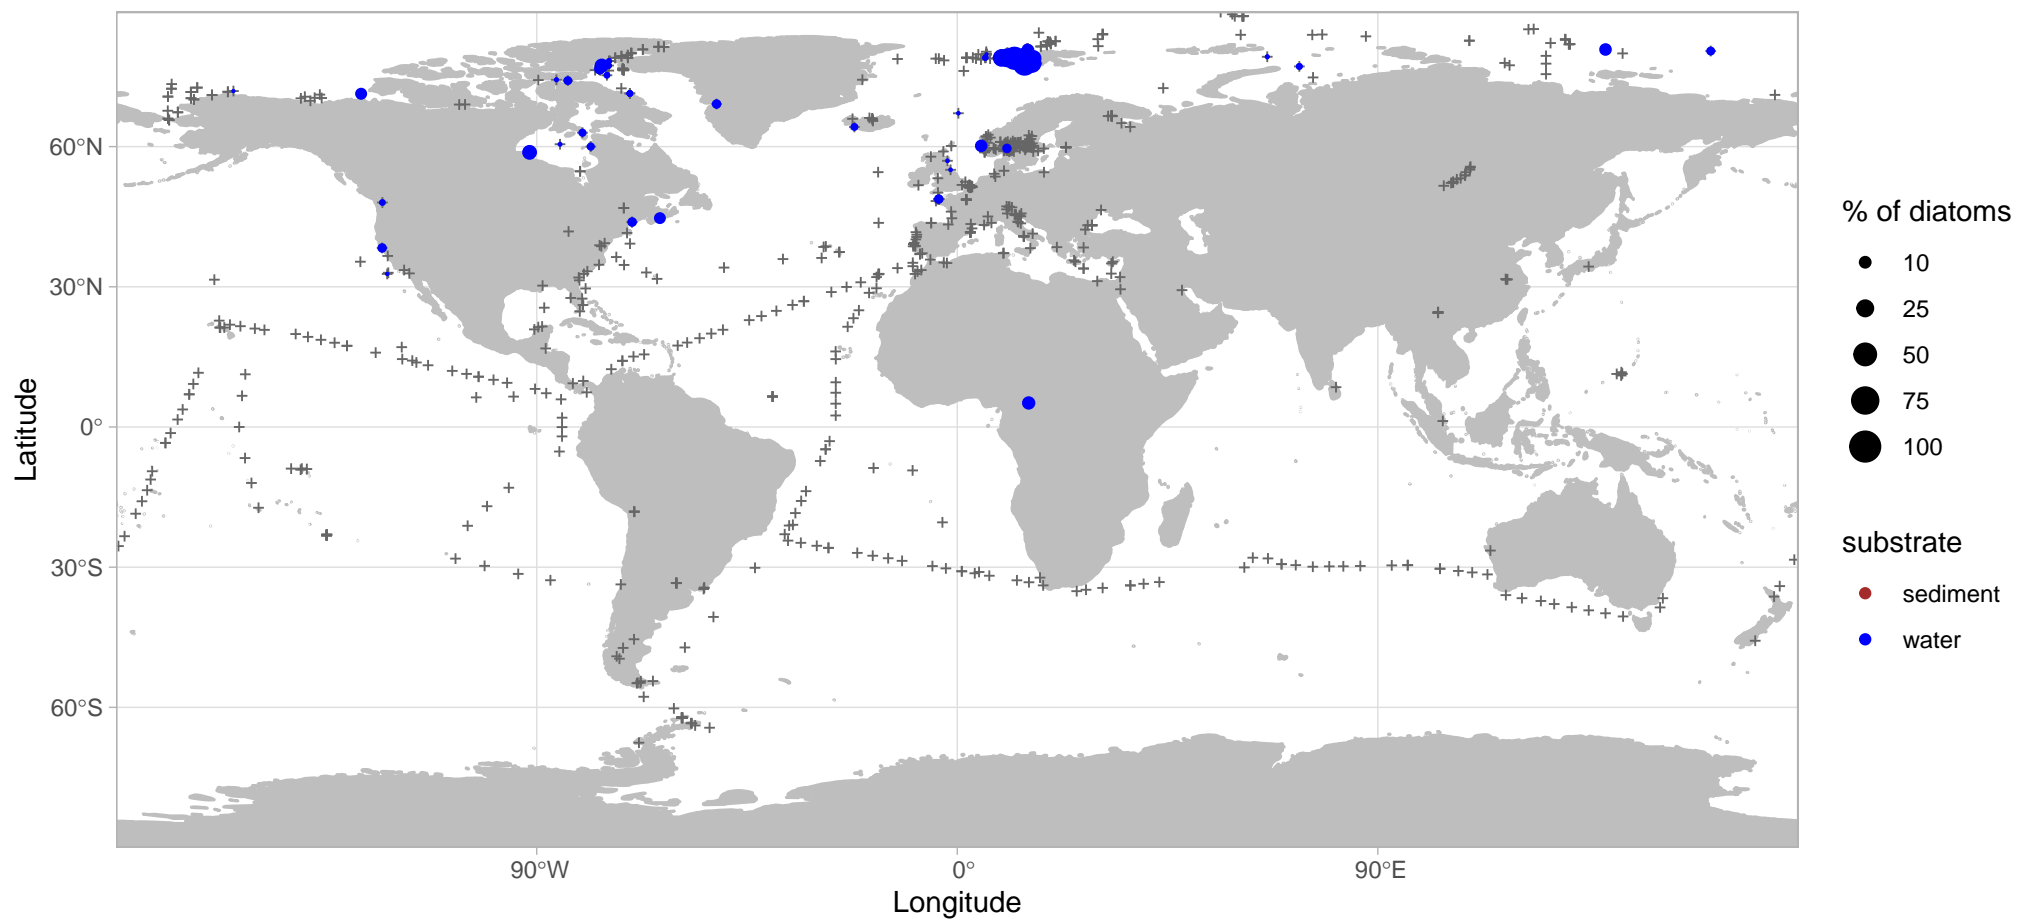 60°N
30°N
0°
30°S
60°S
Latitude
90°W
0°
90°E
Longitude
% of diatoms
10
25
50
75
100
substrate
sediment
water